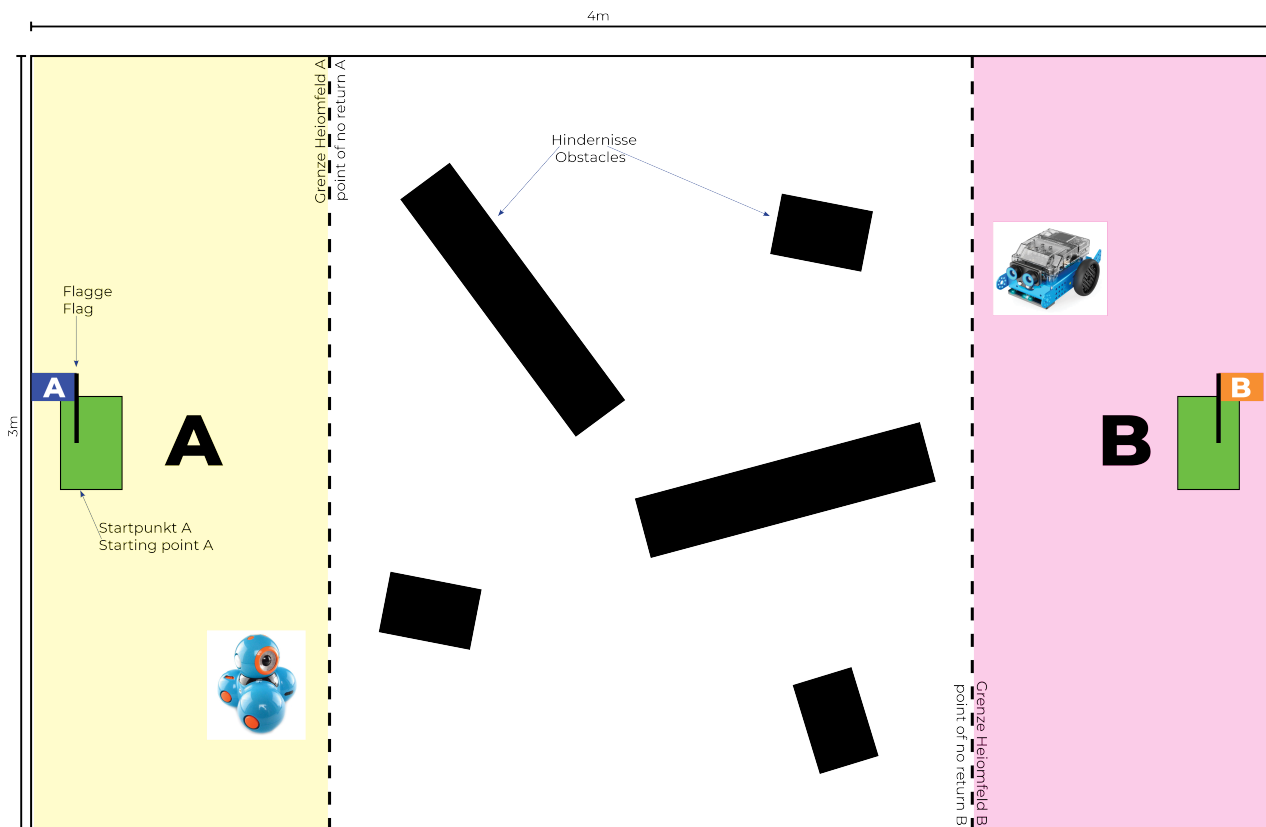 4m
3m
Grenze Heiomfeld A
point of no return A
Hindernisse
Obstacles
Flagge
Flag
A
A
Startpunkt A
Starting point A
B
B
Grenze Heiomfeld B
point of no return B